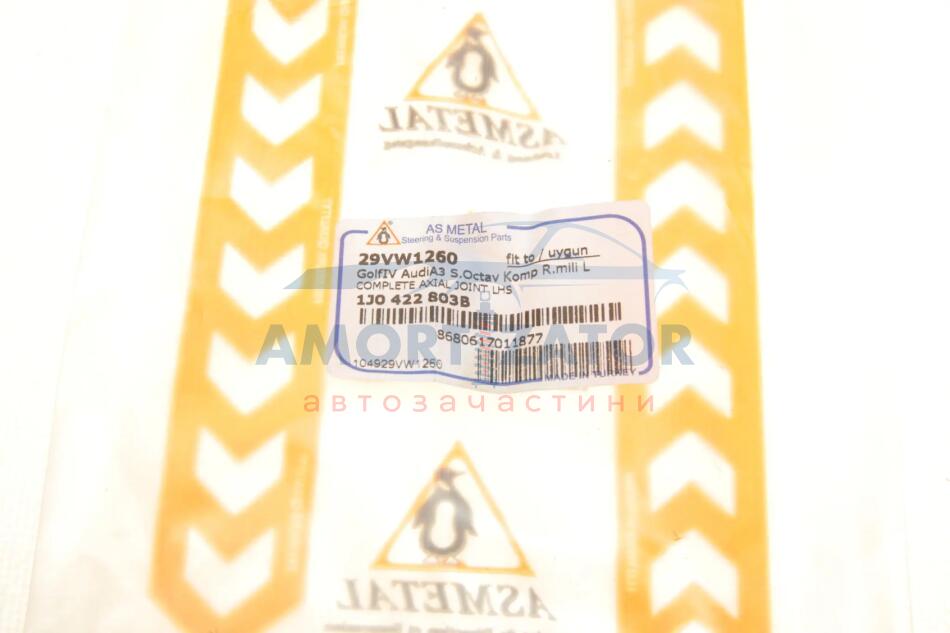 ASMETAL
AS METAL
Steering & Suspension Parts
29VW1260 fit to / uygun
GolfIV AudiA3 S.Octav Komp R.mili L
COMPLETE AXIAL JOINT LHS
1J0 422 803B
8680617011877
AMORTIZATOR
104929VW1260
MADE IN TURKEY
автозачастини
ASMETAL